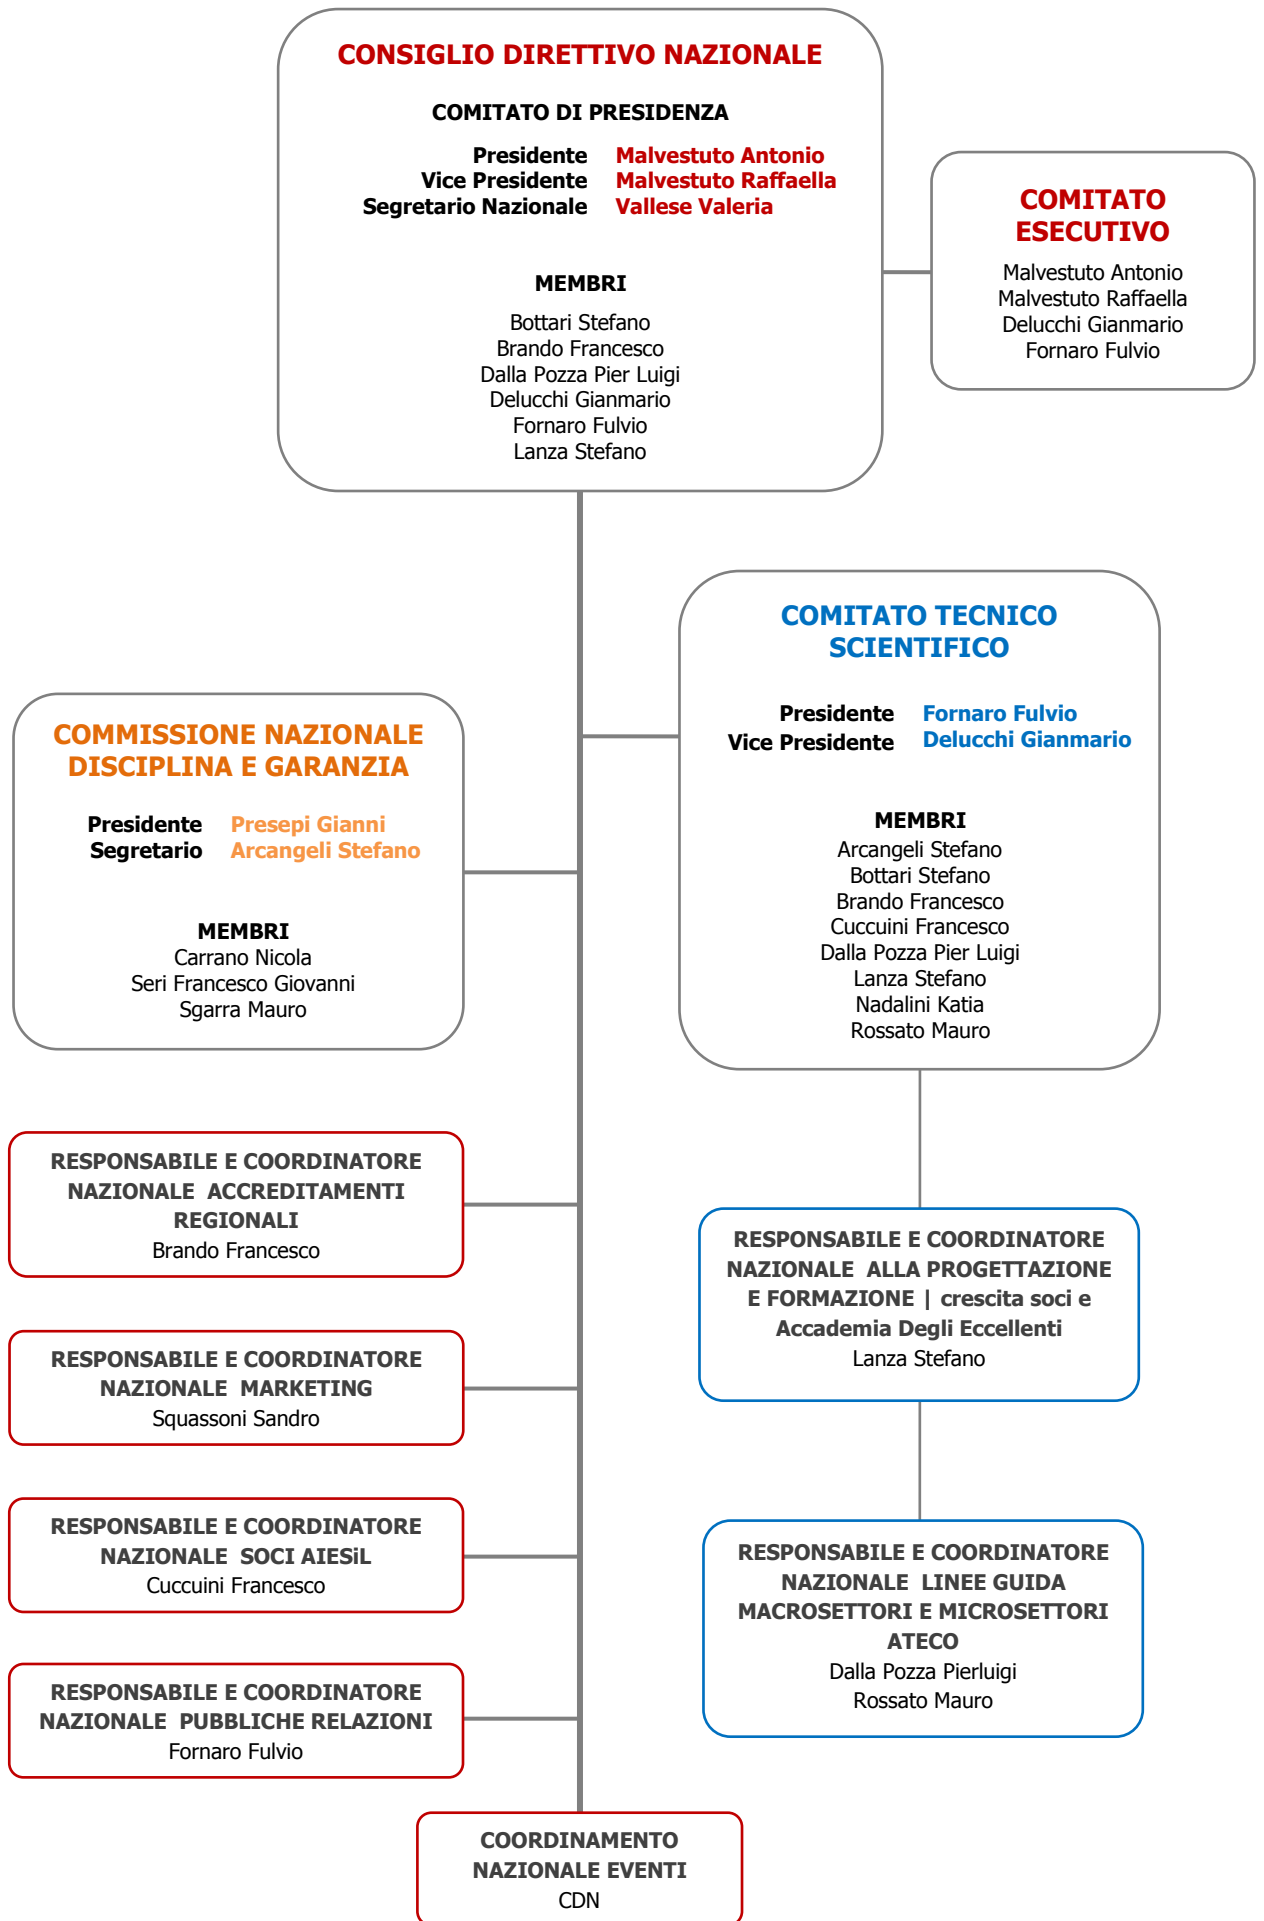 CONSIGLIO DIRETTIVO NAZIONALE
COMITATO DI PRESIDENZA
Presidente Malvestuto Antonio
Vice Presidente Malvestuto Raffaella
Segretario Nazionale Vallese Valeria
MEMBRI
Bottari Stefano
Brando Francesco
Dalla Pozza Pier Luigi
Delucchi Gianmario
Fornaro Fulvio
Lanza Stefano
COMITATO
ESECUTIVO
Malvestuto Antonio
Malvestuto Raffaella
Delucchi Gianmario
Fornaro Fulvio
COMITATO TECNICO
SCIENTIFICO
Presidente Fornaro Fulvio
Vice Presidente Delucchi Gianmario
MEMBRI
Arcangeli Stefano
Bottari Stefano
Brando Francesco
Cuccuini Francesco
Dalla Pozza Pier Luigi
Lanza Stefano
Nadalini Katia
Rossato Mauro
COMMISSIONE NAZIONALE
DISCIPLINA E GARANZIA
Presidente Presepi Gianni
Segretario Arcangeli Stefano
MEMBRI
Carrano Nicola
Seri Francesco Giovanni
Sgarra Mauro
RESPONSABILE E COORDINATORE
NAZIONALE ACCREDITAMENTI
REGIONALI
Brando Francesco
RESPONSABILE E COORDINATORE
NAZIONALE ALLA PROGETTAZIONE
E FORMAZIONE | crescita soci e
Accademia Degli Eccellenti
Lanza Stefano
RESPONSABILE E COORDINATORE
NAZIONALE MARKETING
Squassoni Sandro
RESPONSABILE E COORDINATORE
NAZIONALE SOCI AIESiL
Cuccuini Francesco
RESPONSABILE E COORDINATORE
NAZIONALE LINEE GUIDA
MACROSETTORI E MICROSETTORI
ATECO
Dalla Pozza Pierluigi
Rossato Mauro
RESPONSABILE E COORDINATORE
NAZIONALE PUBBLICHE RELAZIONI
Fornaro Fulvio
COORDINAMENTO
NAZIONALE EVENTI
CDN